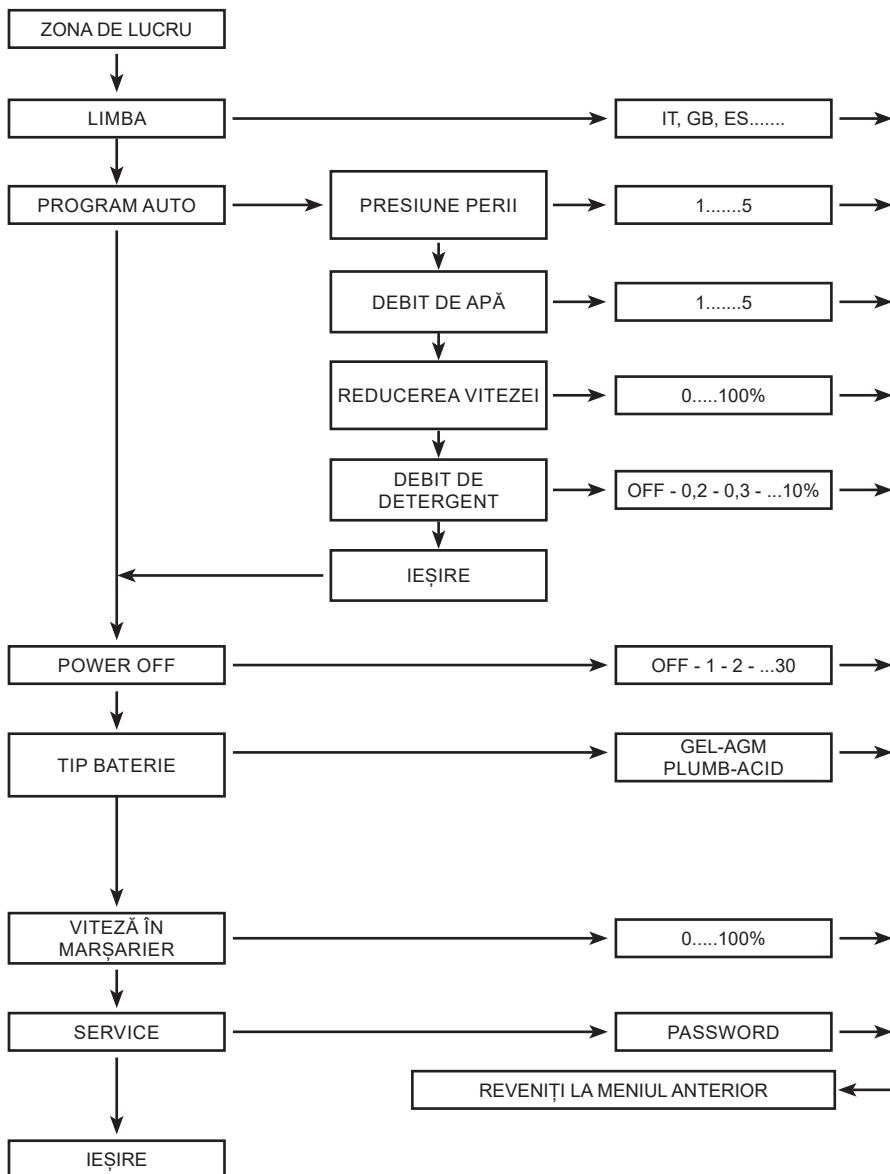 ZONA DE LUCRU
LIMBA
IT, GB, ES.......
PROGRAM AUTO
PRESIUNE PERII
1.......5
DEBIT DE APĂ
1.......5
REDUCEREA VITEZEI
0.....100%
DEBIT DE
DETERGENT
OFF - 0,2 - 0,3 - ...10%
IEȘIRE
POWER OFF
OFF - 1 - 2 - ...30
TIP BATERIE
GEL-AGM
PLUMB-ACID
VITEZĂ ÎN
MARȘARIER
0.....100%
SERVICE
PASSWORD
REVENIȚI LA MENIUL ANTERIOR
IEȘIRE